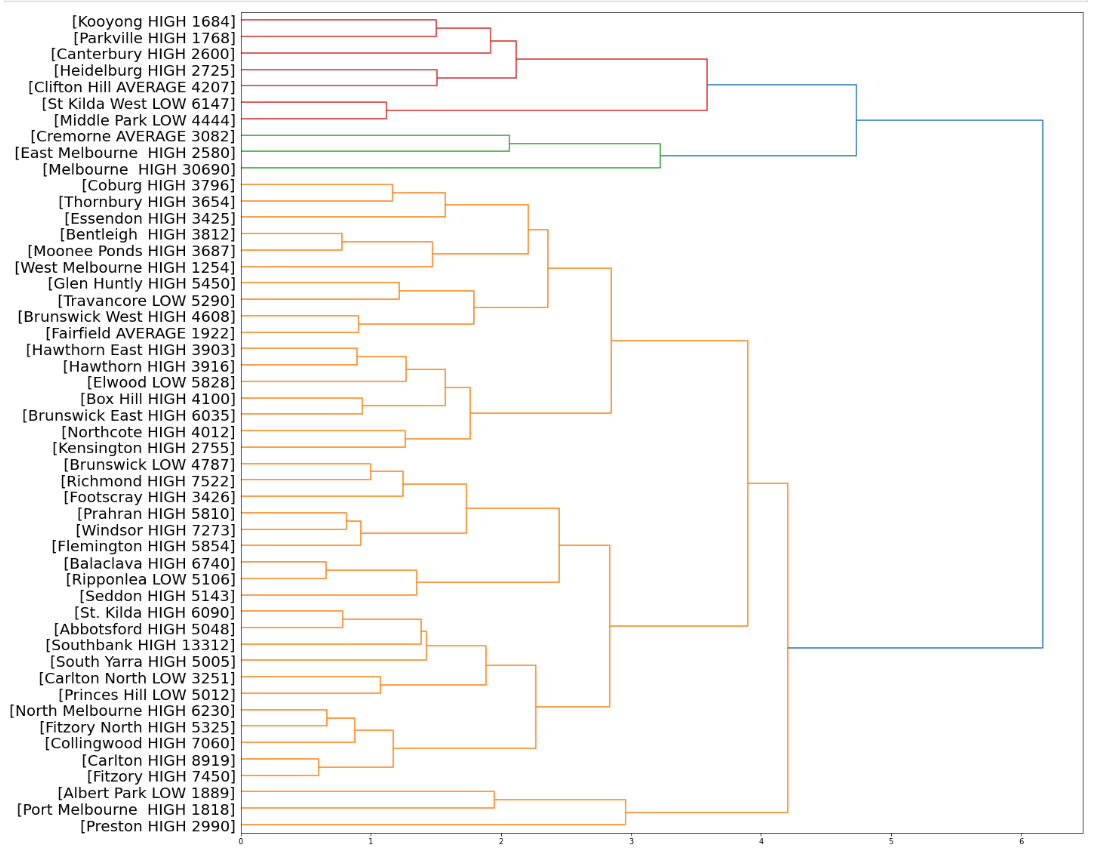 [Kooyong HIGH 1684]
[Parkville HIGH 1768]
[Canterbury HIGH 2600]
[Heidelburg HIGH 2725]
[Clifton Hill AVERAGE 4207]
[St Kilda West LOW 6147]
[Middle Park LOW 4444]
[Cremorne AVERAGE 3082]
[East Melbourne  HIGH 2580]
[Melbourne  HIGH 30690]
[Coburg HIGH 3796]
[Thornbury HIGH 3654]
[Essendon HIGH 3425]
[Bentleigh  HIGH 3812]
[Moonee Ponds HIGH 3687]
[West Melbourne HIGH 1254]
[Glen Huntly HIGH 5450]
[Travancore LOW 5290]
[Brunswick West HIGH 4608]
[Fairfield AVERAGE 1922]
[Hawthorn East HIGH 3903]
[Hawthorn HIGH 3916]
[Elwood LOW 5828]
[Box Hill HIGH 4100]
[Brunswick East HIGH 6035]
[Northcote HIGH 4012]
[Kensington HIGH 2755]
[Brunswick LOW 4787]
[Richmond HIGH 7522]
[Footscray HIGH 3426]
[Prahran HIGH 5810]
[Windsor HIGH 7273]
[Flemington HIGH 5854]
[Balaclava HIGH 6740]
[Ripponlea LOW 5106]
[Seddon HIGH 5143]
[St. Kilda HIGH 6090]
[Abbotsford HIGH 5048]
[Southbank HIGH 13312]
[South Yarra HIGH 5005]
[Carlton North LOW 3251]
[Princes Hill LOW 5012]
[North Melbourne HIGH 6230]
[Fitzory North HIGH 5325]
[Collingwood HIGH 7060]
[Carlton HIGH 8919]
[Fitzory HIGH 7450]
[Albert Park LOW 1889]
[Port Melbourne  HIGH 1818]
[Preston HIGH 2990]
0 1 2 3 4 5 6